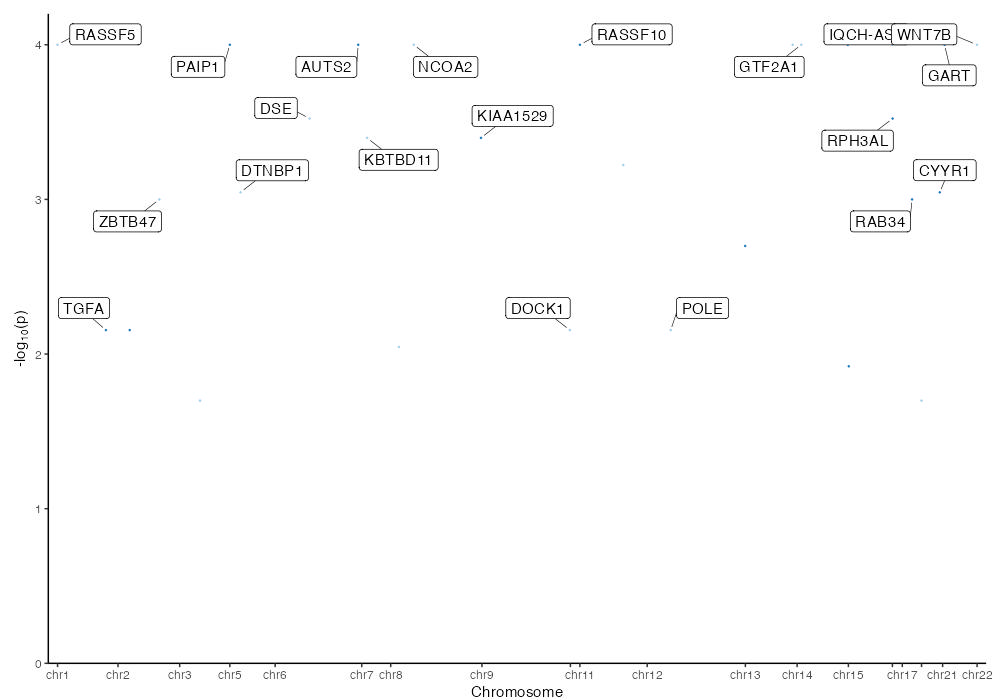 RASSF5
RASSF10
IQCH-AS
WNT7B
4
PAIP1
AUTS2
NCOA2
GTF2A1
GART
DSE
KIAA1529
RPH3AL
KBTBD11
DTNBP1
CYYR1
3
ZBTB47
RAB34
TGFA
DOCK1
POLE
-log10(p)
2
1
0
chr1 chr2 chr3 chr5 chr6 chr7 chr8 chr9 chr11 chr12 chr13 chr14 chr15 chr17 chr21 chr22
Chromosome